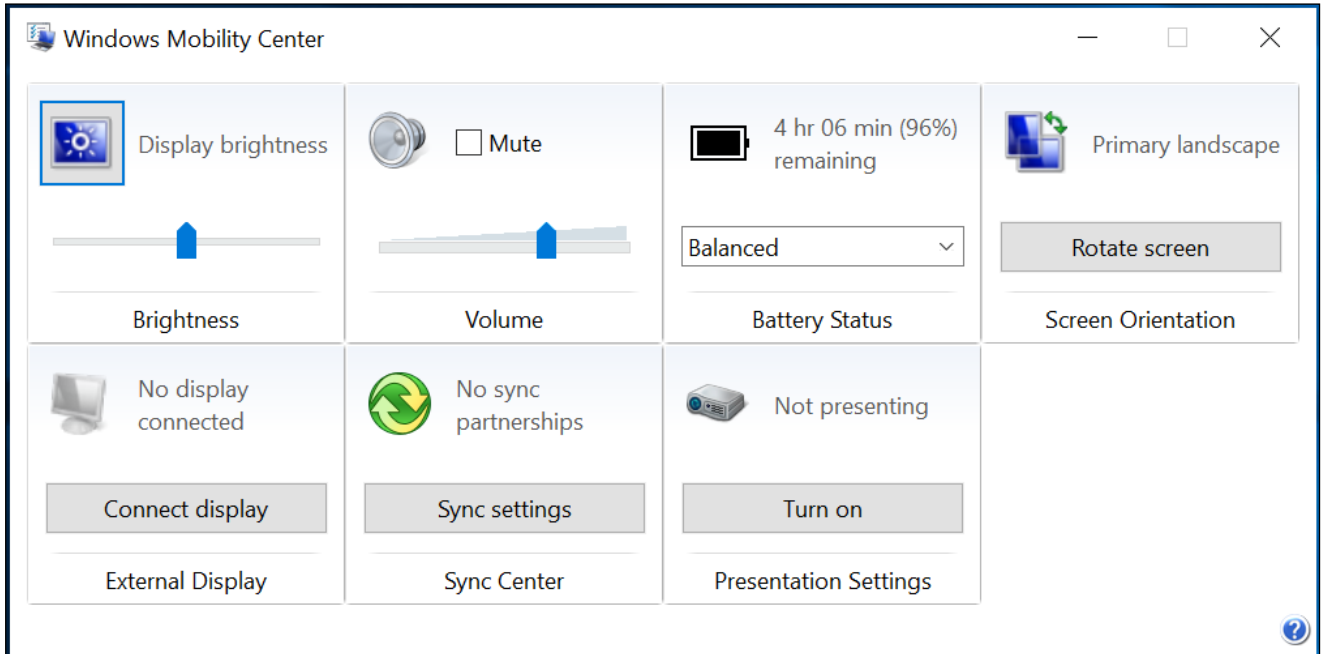 Windows Mobility Center
Display brightness
Brightness
Mute
Volume
4 hr 06 min (96%)
remaining
Balanced
Battery Status
Primary landscape
Rotate screen
Screen Orientation
No display
connected
Connect display
External Display
No sync
partnerships
Sync settings
Sync Center
Not presenting
Turn on
Presentation Settings
?